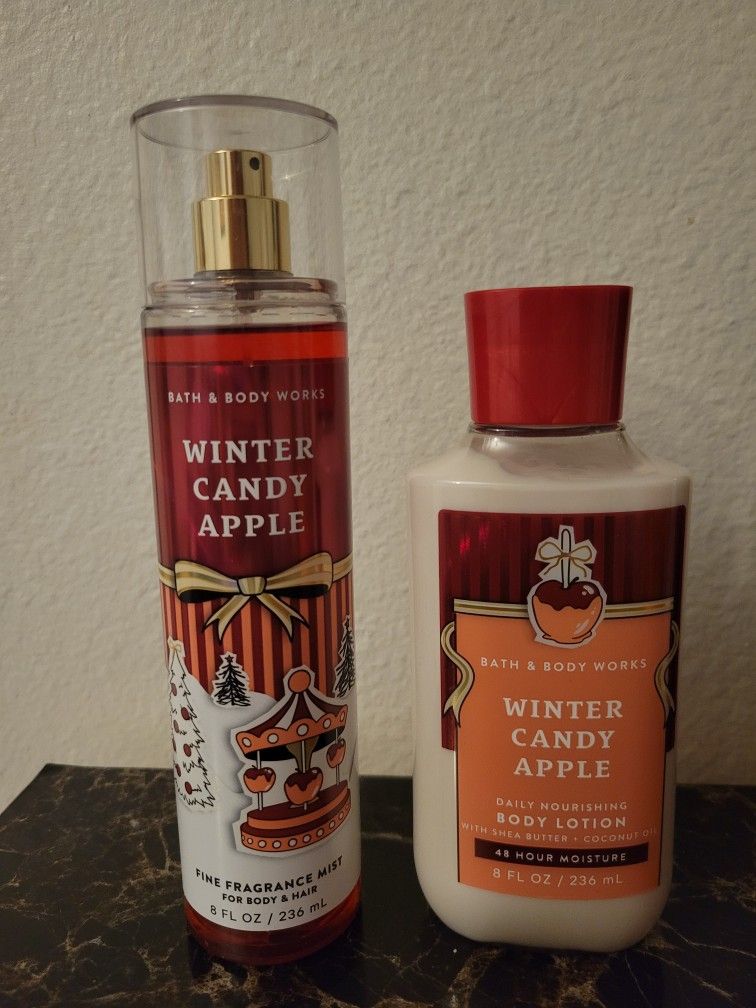 BATH & BODY WORKS
WINTER
CANDY
APPLE
FINE FRAGRANCE MIST
FOR BODY & HAIR
8 FL OZ / 236 mL
BATH & BODY WORKS
WINTER
CANDY
APPLE
DAILY NOURISHING
BODY LOTION
WITH SHEA BUTTER + COCONUT OIL
48 HOUR MOISTURE
8 FL OZ / 236 mL